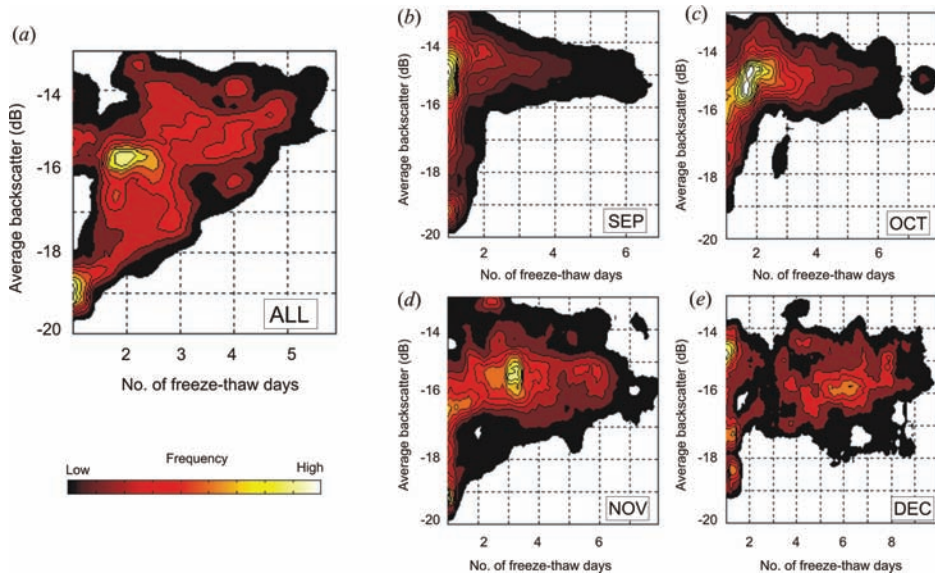 (a)
Average backscatter (dB)
-14
-16
-18
-20
2 3 4 5
ALL
No. of freeze-thaw days
Low Frequency High
(b)
Average backscatter (dB)
-14
-16
-18
-20
2 4 6
SEP
No. of freeze-thaw days
(c)
Average backscatter (dB)
-14
-16
-18
-20
2 4 6
OCT
No. of freeze-thaw days
(d)
Average backscatter (dB)
-14
-16
-18
-20
2 4 6
NOV
No. of freeze-thaw days
(e)
Average backscatter (dB)
-14
-16
-18
-20
2 4 6 8
DEC
No. of freeze-thaw days